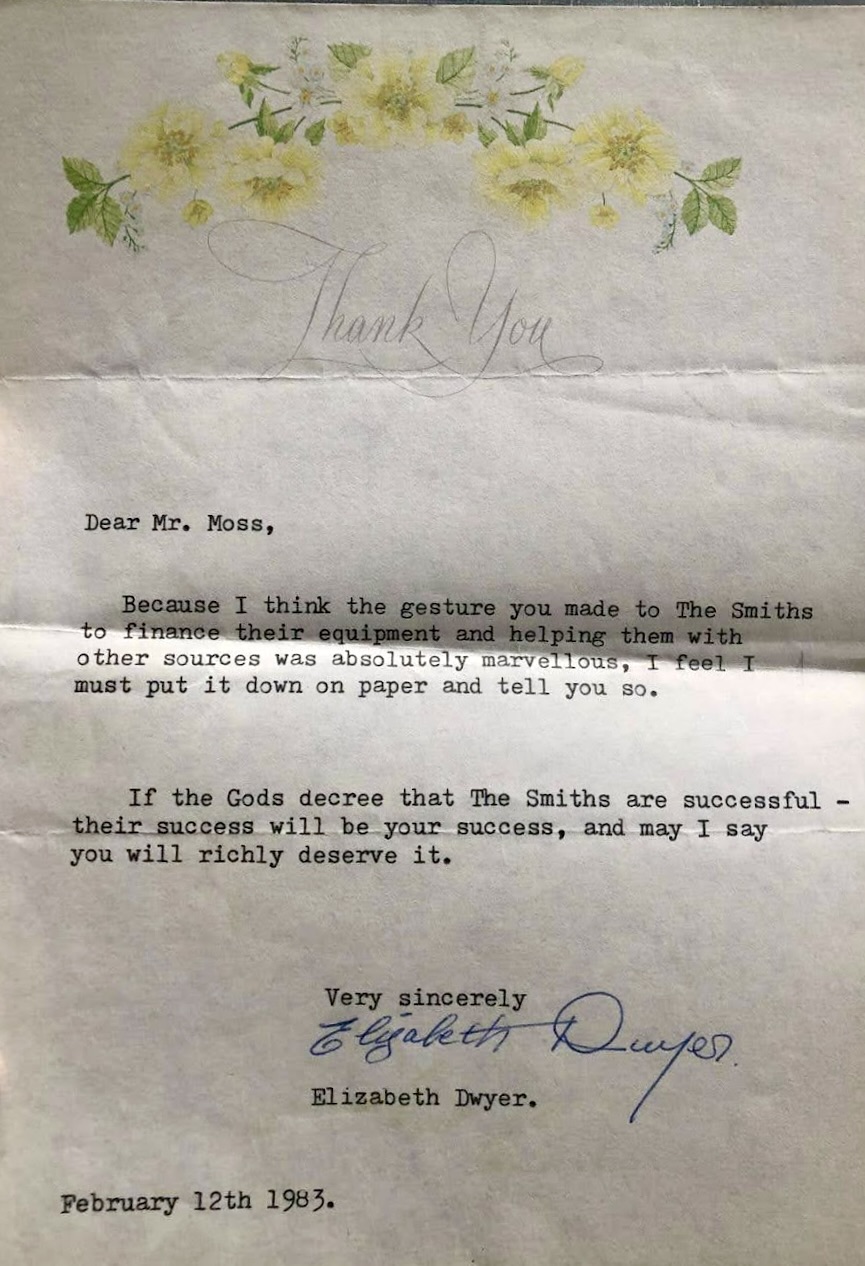 Thank You
Dear Mr. Moss,
Because I think the gesture you made to The Smiths
to finance their equipment and helping them with
other sources was absolutely marvellous, I feel I
must put it down on paper and tell you so.
If the Gods decree that The Smiths are successful -
their success will be your success, and may I say
you will richly deserve it.
Very sincerely
Elizabeth Dwyer.
Elizabeth Dwyer.
February 12th 1983.